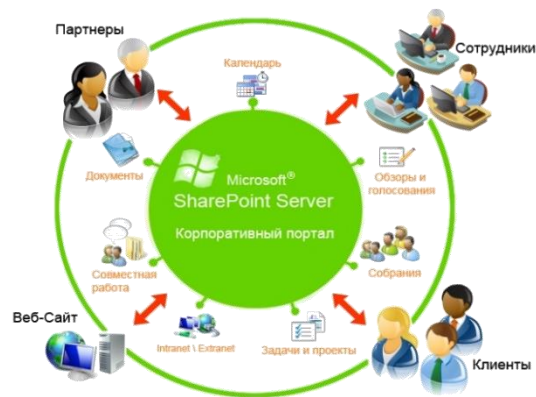 Партнеры
Сотрудники
Календарь
Документы
Обзоры и
голосования
Microsoft®
SharePoint Server
Корпоративный портал
Совместная
работа
Собрания
Веб-Сайт
Intranet \ Extranet
Задачи и проекты
Клиенты